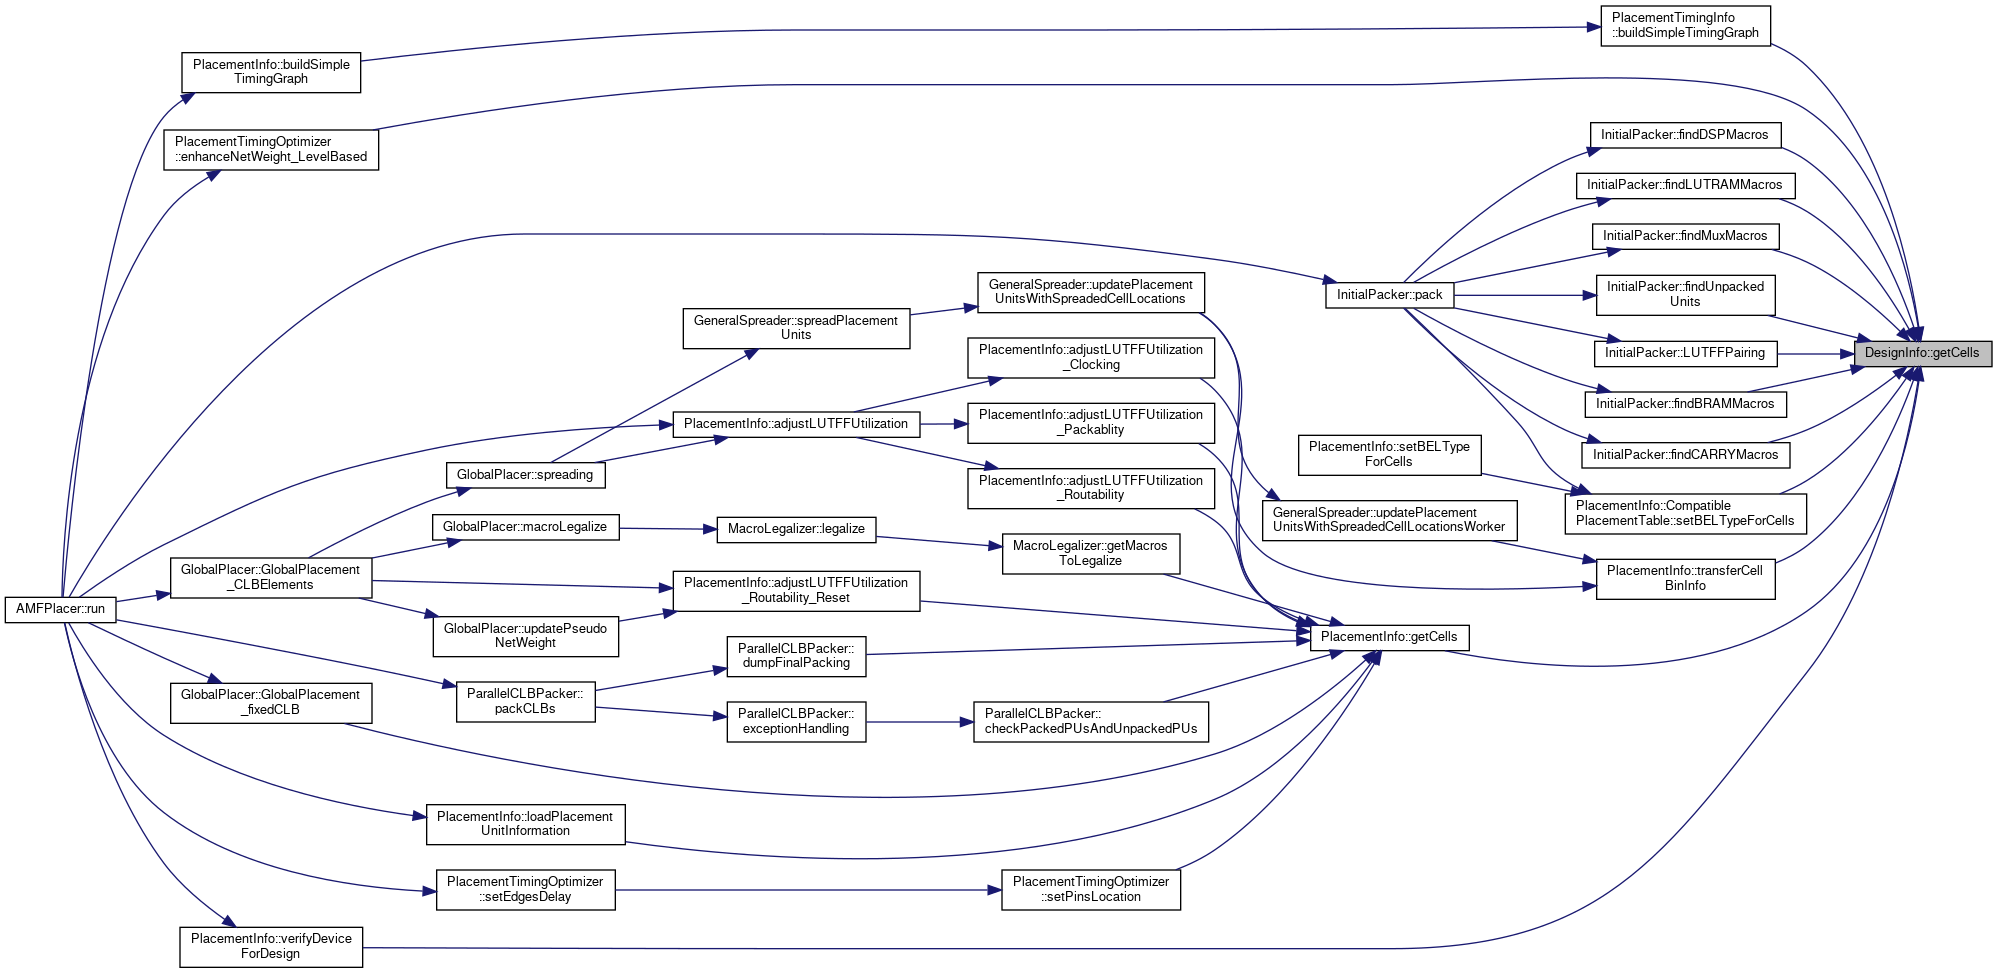 PlacementTimingInfo
::buildSimpleTimingGraph
PlacementInfo::buildSimple
TimingGraph
PlacementTimingOptimizer
::enhanceNetWeight_LevelBased
InitialPacker::findDSPMacros
InitialPacker::findLUTRAMMacros
InitialPacker::findMuxMacros
InitialPacker::findUnpacked
Units
InitialPacker::pack
InitialPacker::LUTFFPairing
DesignInfo::getCells
InitialPacker::findBRAMMacros
InitialPacker::findCARRYMacros
GeneralSpreader::updatePlacement
UnitsWithSpreadedCellLocations
GeneralSpreader::spreadPlacement
Units
PlacementInfo::adjustLUTFFUtilization
_Clocking
PlacementInfo::adjustLUTFFUtilization
PlacementInfo::adjustLUTFFUtilization
_Packablity
PlacementInfo::setBELType
ForCells
GlobalPlacer::spreading
PlacementInfo::adjustLUTFFUtilization
_Routability
PlacementInfo::Compatible
PlacementTable::setBELTypeForCells
GeneralSpreader::updatePlacement
UnitsWithSpreadedCellLocationsWorker
GlobalPlacer::macroLegalize
MacroLegalizer::legalize
MacroLegalizer::getMacros
ToLegalize
PlacementInfo::transferCell
BinInfo
GlobalPlacer::GlobalPlacement
_CLBElements
PlacementInfo::adjustLUTFFUtilization
_Routability_Reset
AMFPlacer::run
GlobalPlacer::updatePseudo
NetWeight
PlacementInfo::getCells
ParallelCLBPacker::
dumpFinalPacking
GlobalPlacer::GlobalPlacement
_fixedCLB
ParallelCLBPacker::
packCLBs
ParallelCLBPacker::
exceptionHandling
ParallelCLBPacker::
checkPackedPUsAndUnpackedPUs
PlacementInfo::loadPlacement
UnitInformation
PlacementTimingOptimizer
::setEdgesDelay
PlacementTimingOptimizer
::setPinsLocation
PlacementInfo::verifyDevice
ForDesign